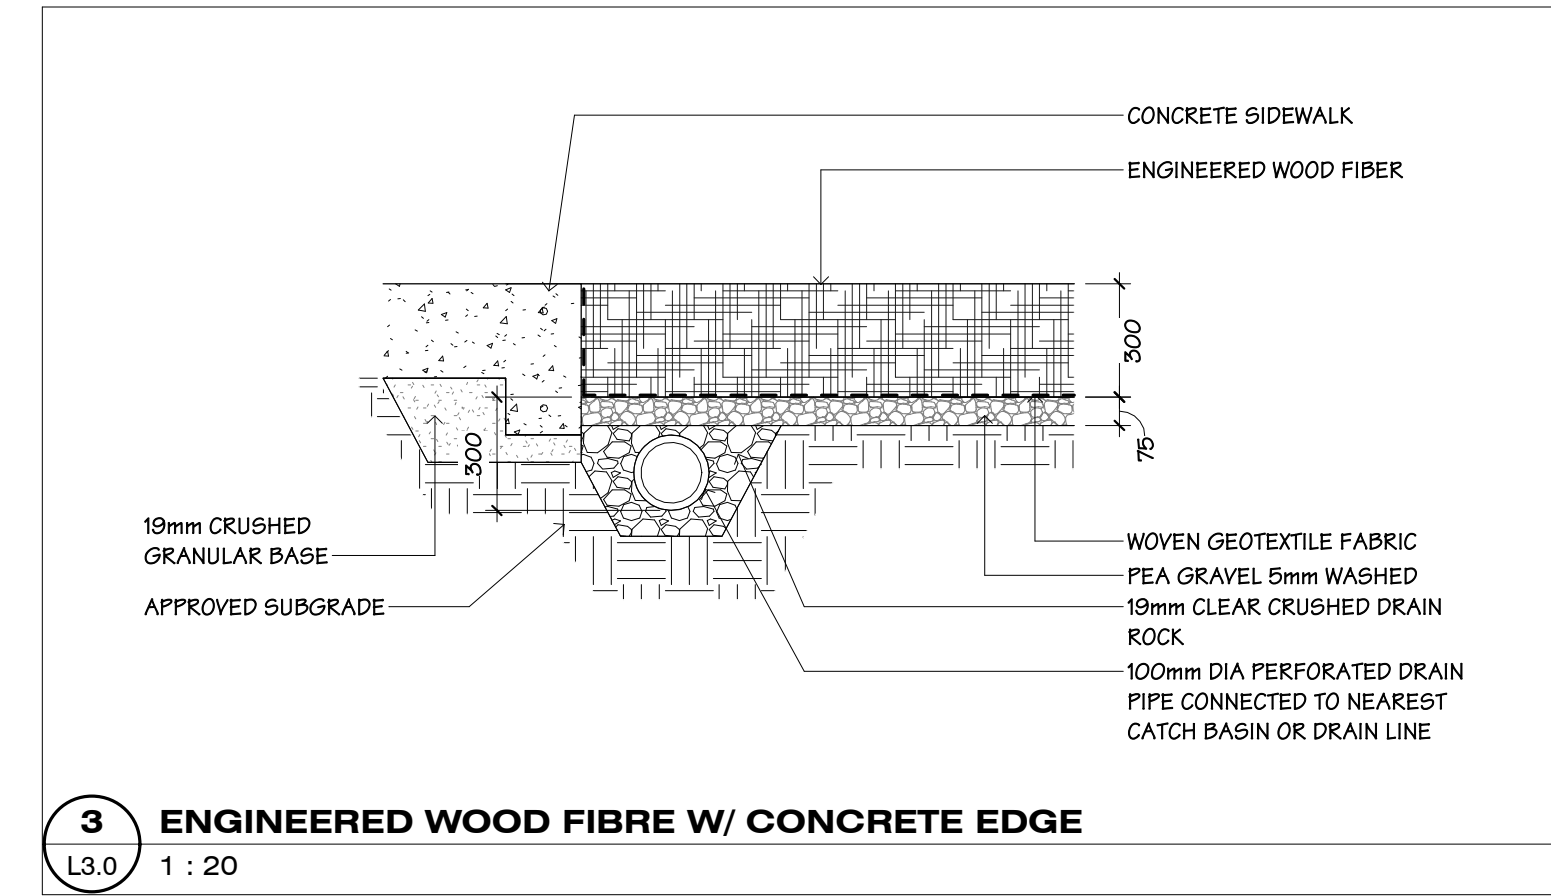 CONCRETE SIDEWALK
ENGINEERED WOOD FIBER
300
75
300
19mm CRUSHED
GRANULAR BASE
APPROVED SUBGRADE
WOVEN GEOTEXTILE FABRIC
PEA GRAVEL 5mm WASHED
19mm CLEAR CRUSHED DRAIN
ROCK
100mm DIA PERFORATED DRAIN
PIPE CONNECTED TO NEAREST
CATCH BASIN OR DRAIN LINE
3
ENGINEERED WOOD FIBRE W/ CONCRETE EDGE
L3.0
1 : 20